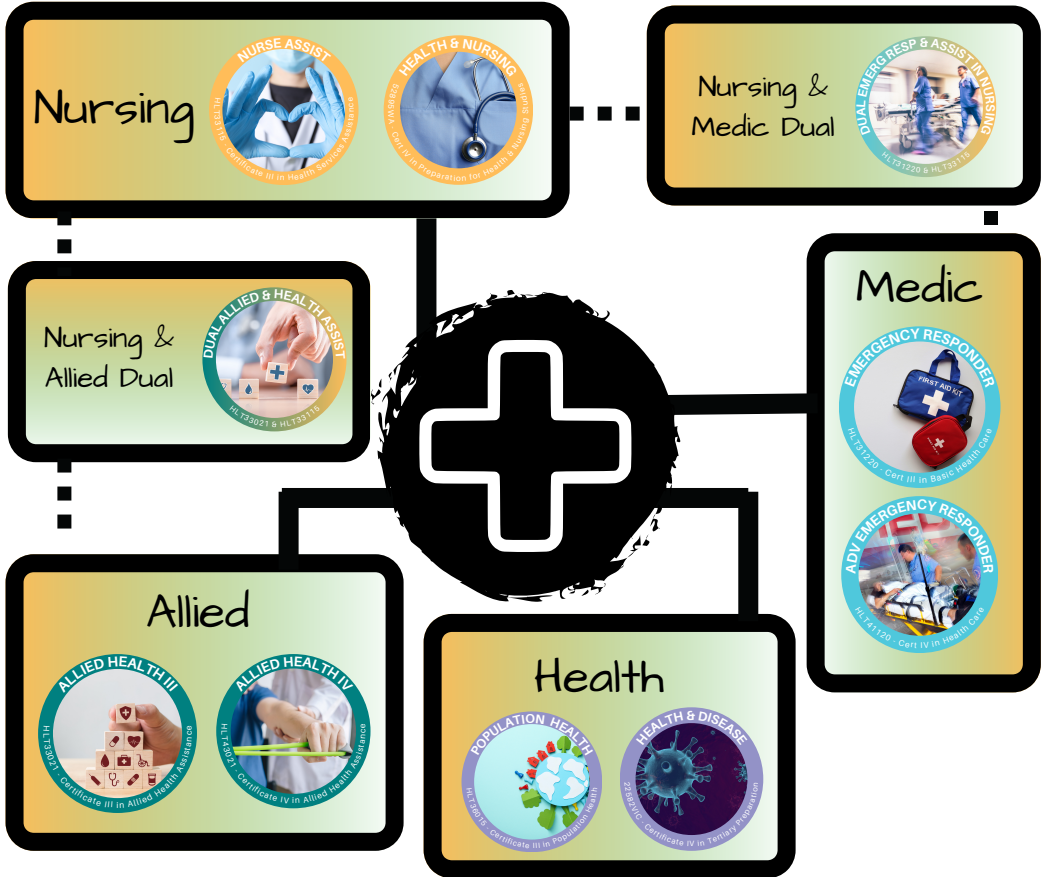 Nursing
NURSE ASSIST
HLT33115 - Certificate III in Health Services Assistance
HEALTH & NURSING
52895WA - Cert IV in Preparation for Health & Nursing Studies
Nursing &
Medic Dual
DUAL EMERG RESP & ASSIST IN NURSING
HLT31220 & HLT33115
Nursing &
Allied Dual
DUAL ALLIED & HEALTH ASSIST
HLT33021 & HLT33115
Medic
EMERGENCY RESPONDER
FIRST AID KIT
HLT31220 - Cert III in Basic Health Care
ADV EMERGENCY RESPONDER
HLT41120 - Cert IV in Health Care
Allied
ALLIED HEALTH III
HLT33021 - Certificate III in Allied Health Assistance
ALLIED HEALTH IV
HLT43021 - Certificate IV in Allied Health Assistance
Health
POPULATION HEALTH
HLT36015 - Certificate III in Population Health
HEALTH & DISEASE
22582VIC - Certificate IV in Tertiary Preparation